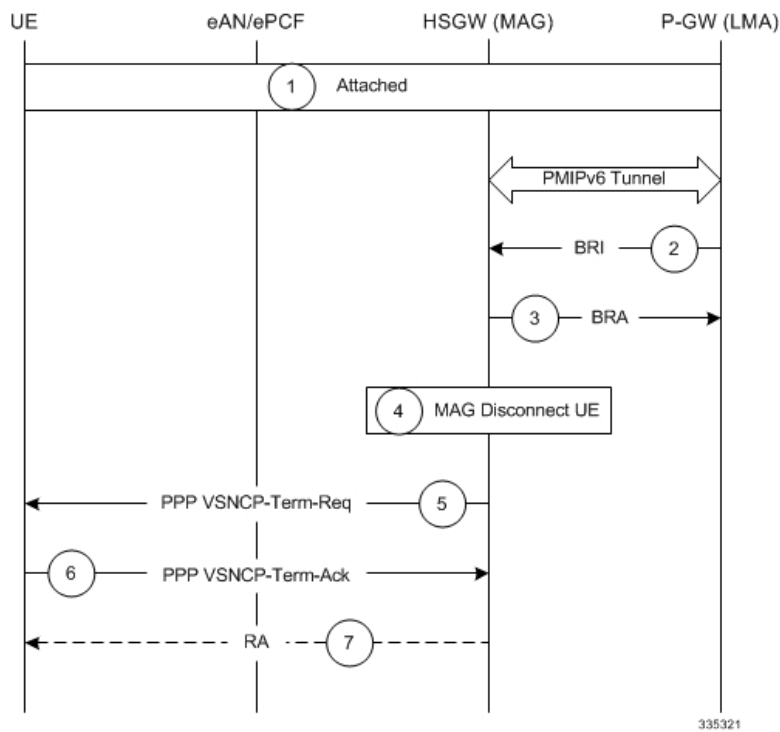 UE eAN/ePCF HSGW (MAG) P-GW (LMA)
1 Attached
PMIPv6 Tunnel
BRI 2
3 BRA
4 MAG Disconnect UE
PPP VSNCP-Term-Req 5
6 PPP VSNCP-Term-Ack
RA 7
335321